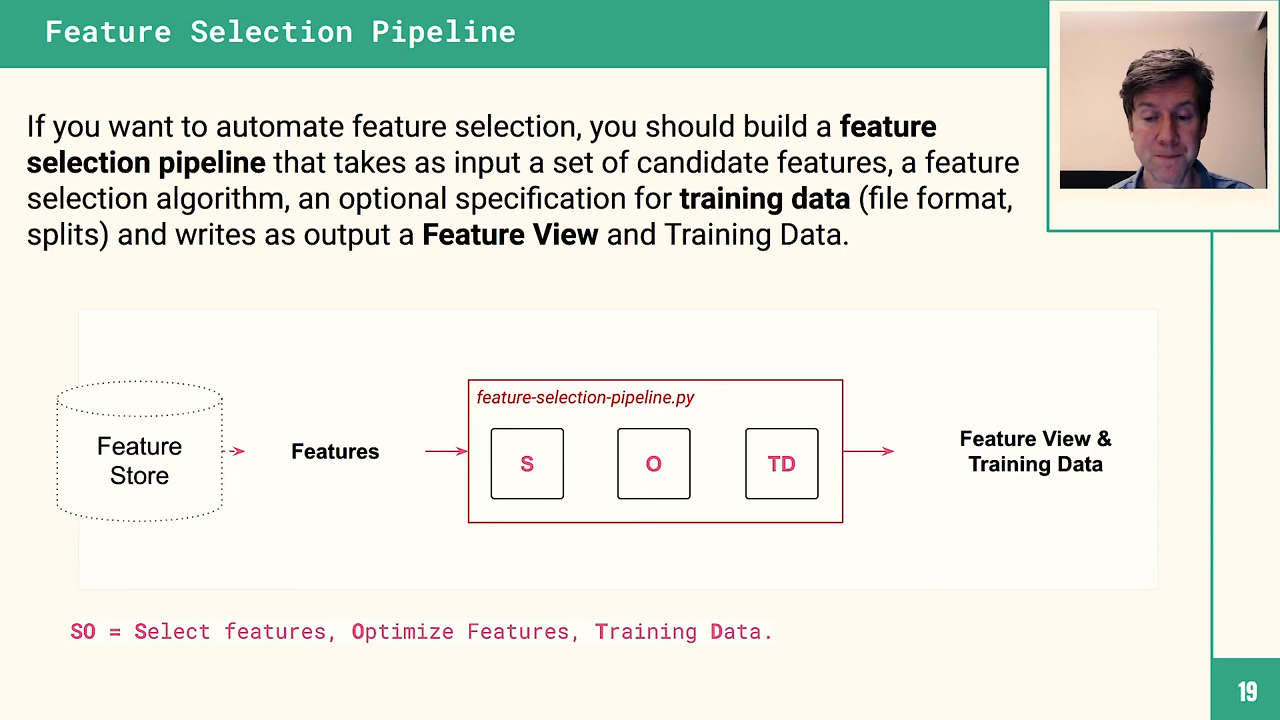 Feature Selection Pipeline
If you want to automate feature selection, you should build a feature
selection pipeline that takes as input a set of candidate features, a feature
selection algorithm, an optional specification for training data (file format,
splits) and writes as output a Feature View and Training Data.
Feature
Store
Features
feature-selection-pipeline.py
S
O
TD
Feature View &
Training Data
SO = Select features, Optimize Features, Training Data.
19